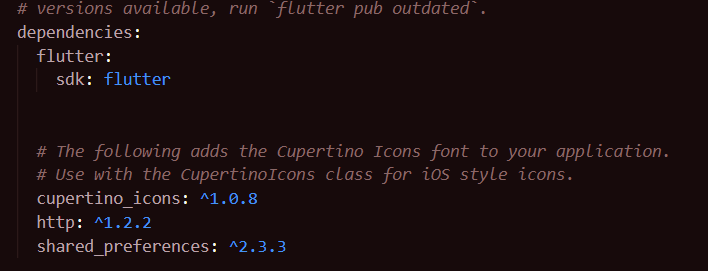 # versions available, run `flutter pub outdated`.
dependencies:
  flutter:
    sdk: flutter
  # The following adds the Cupertino Icons font to your application.
  # Use with the CupertinoIcons class for iOS style icons.
  cupertino_icons: ^1.0.8
  http: ^1.2.2
  shared_preferences: ^2.3.3